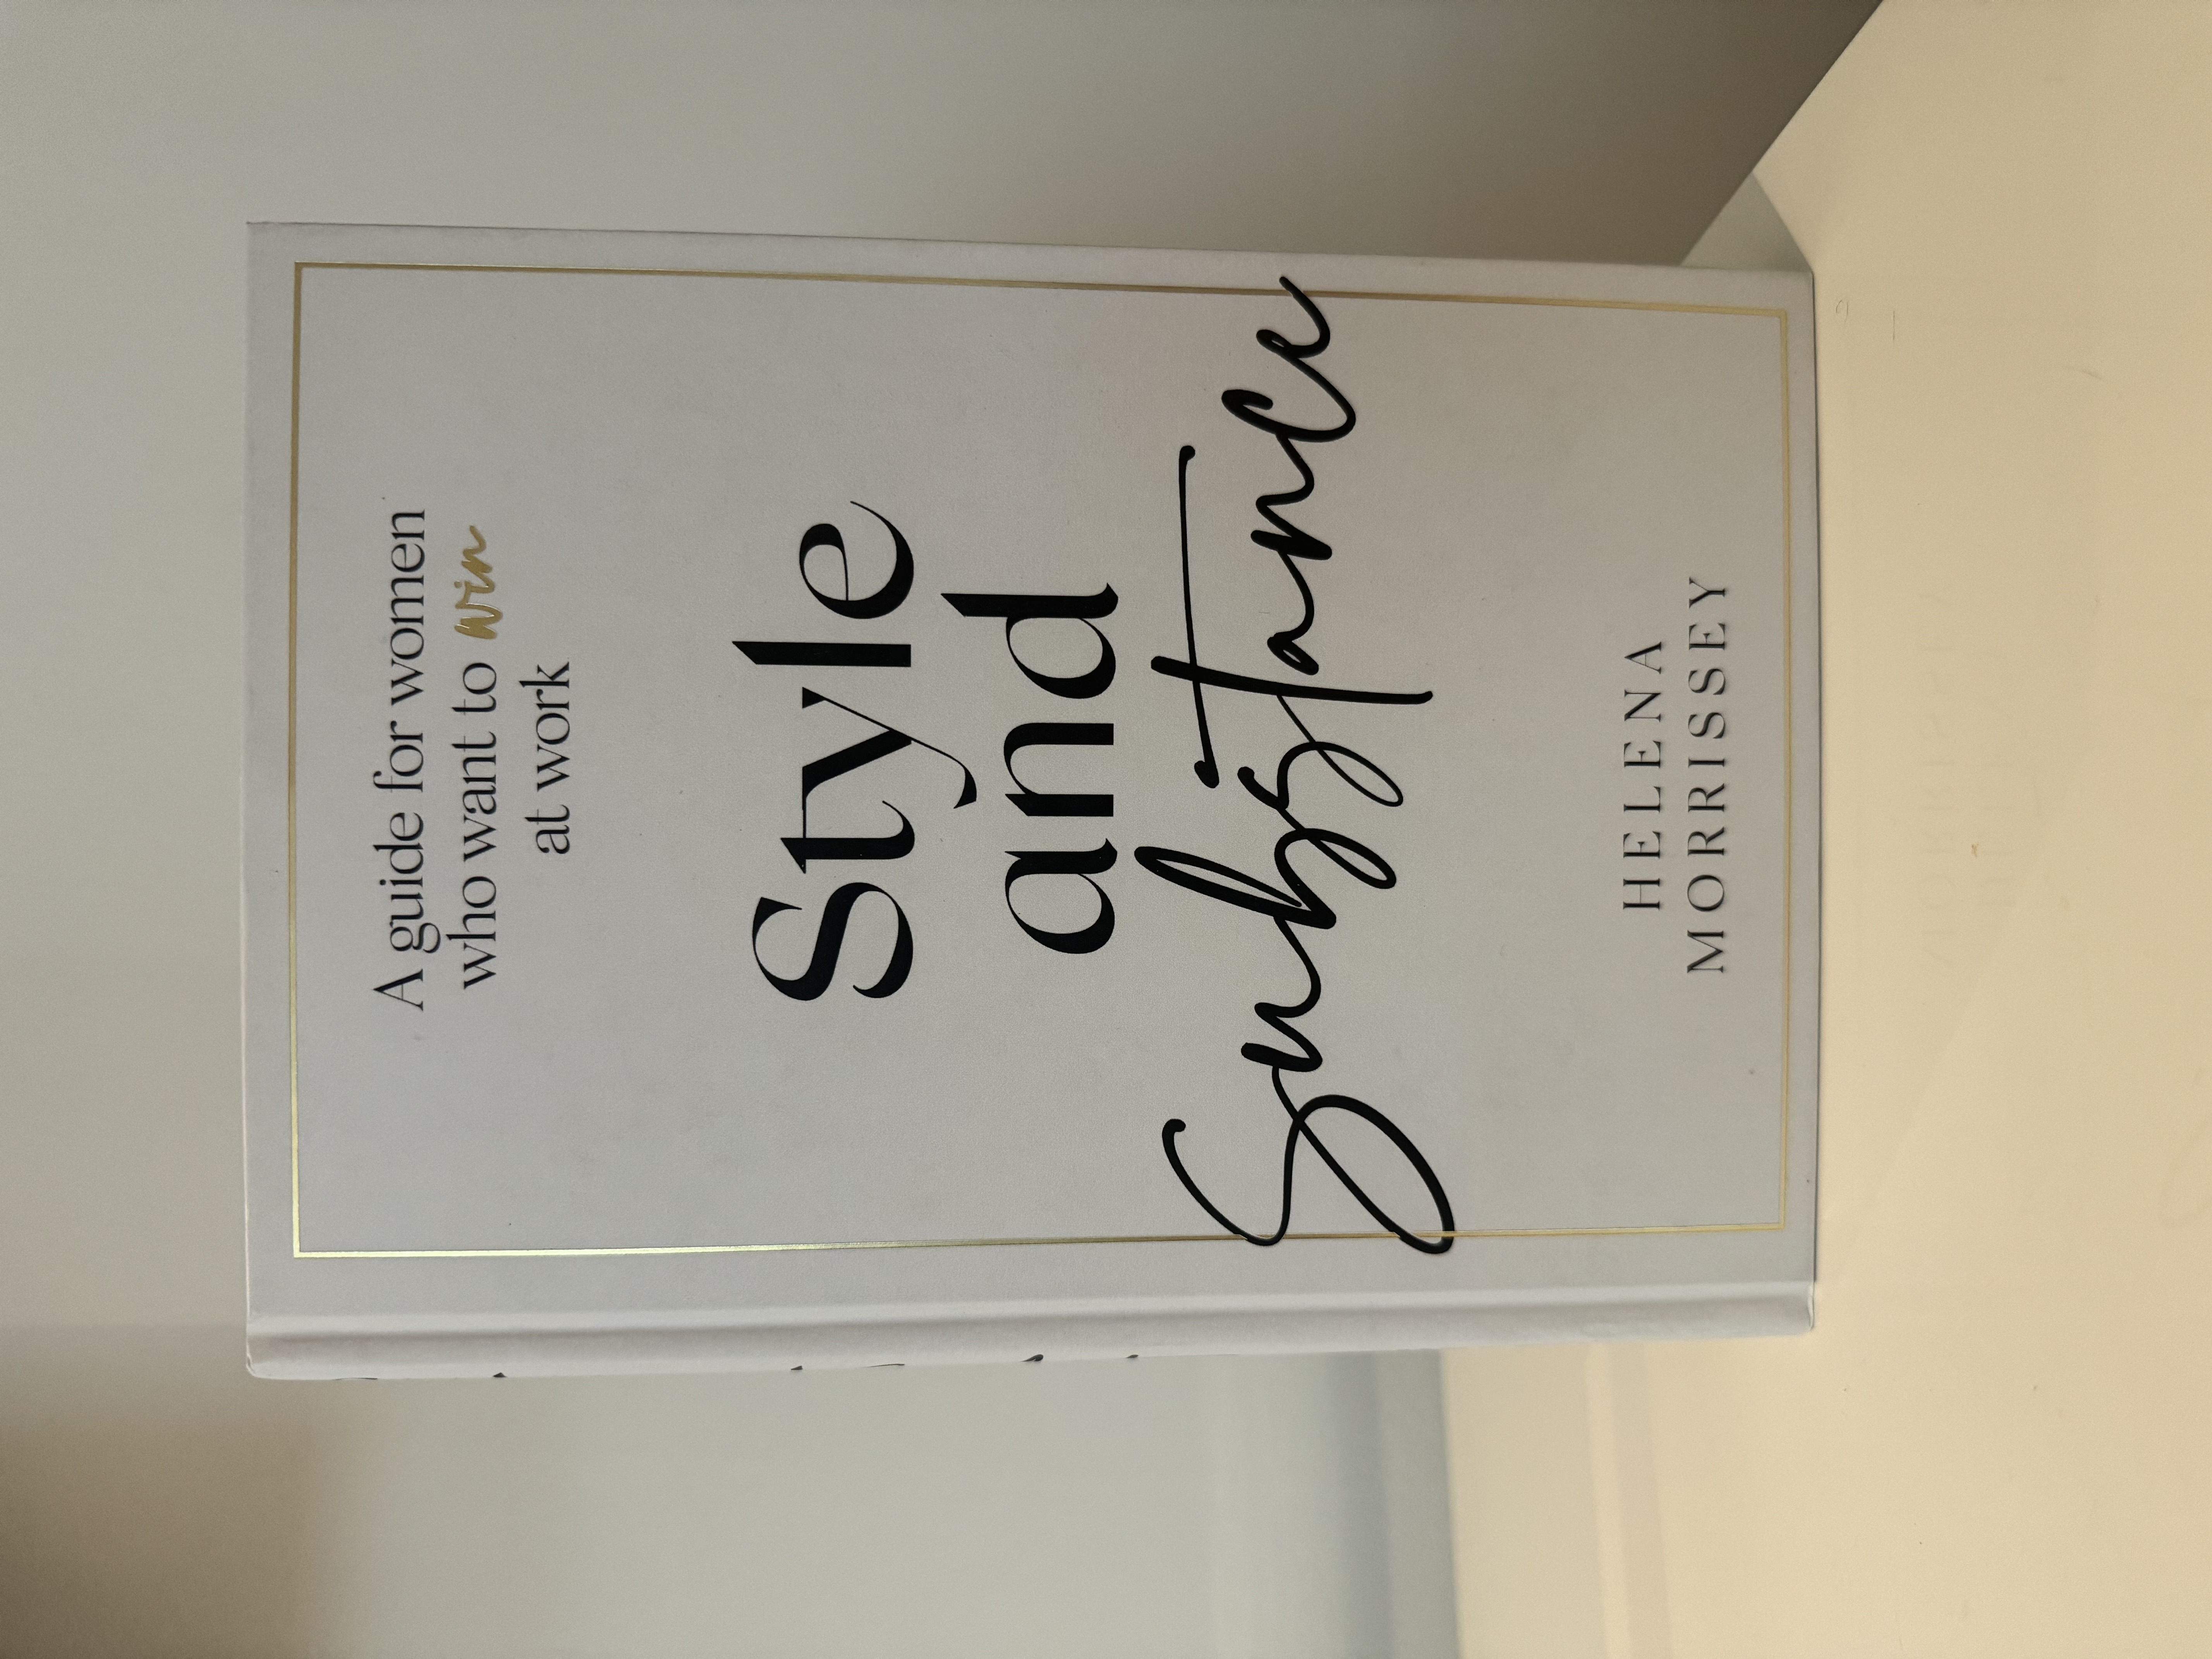 A guide for women
who want to win
at work
Style
and
Substance
HELENA
MORRISSEY